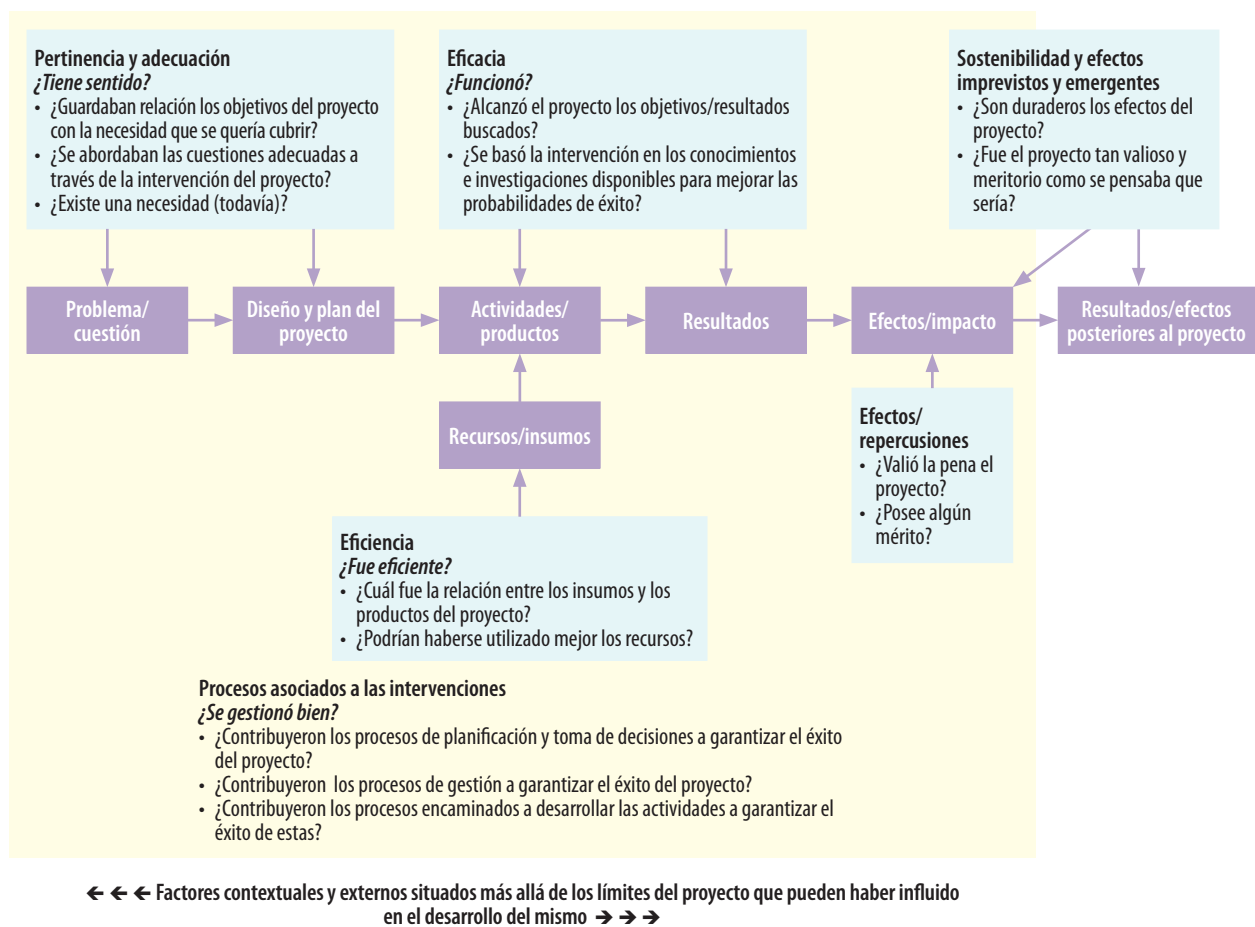 Pertinencia y adecuación
¿Tiene sentido?
• ¿Guardaban relación los objetivos del proyecto
con la necesidad que se quería cubrir?
• ¿Se abordaban las cuestiones adecuadas a
través de la intervención del proyecto?
• ¿Existe una necesidad (todavía)?
Eficacia
¿Funcionó?
• ¿Alcanzó el proyecto los objetivos/resultados
buscados?
• ¿Se basó la intervención en los conocimientos
e investigaciones disponibles para mejorar las
probabilidades de éxito?
Sostenibilidad y efectos
imprevistos y emergentes
• ¿Son duraderos los efectos del
proyecto?
• ¿Fue el proyecto tan valioso y
meritorio como se pensaba que
sería?
Problema/
cuestión
Diseño y plan del
proyecto
Actividades/
productos
Resultados
Efectos/impacto
Resultados/efectos
posteriores al proyecto
Recursos/insumos
Efectos/
repercusiones
• ¿Valió la pena el
proyecto?
• ¿Posee algún
mérito?
Eficiencia
¿Fue eficiente?
• ¿Cuál fue la relación entre los insumos y los
productos del proyecto?
• ¿Podrían haberse utilizado mejor los recursos?
Procesos asociados a las intervenciones
¿Se gestionó bien?
• ¿Contribuyeron los procesos de planificación y toma de decisiones a garantizar el éxito
del proyecto?
• ¿Contribuyeron los procesos de gestión a garantizar el éxito del proyecto?
• ¿Contribuyeron los procesos encaminados a desarrollar las actividades a garantizar el
éxito de estas?
← ← ← Factores contextuales y externos situados más allá de los límites del proyecto que pueden haber influido
en el desarrollo del mismo → → →